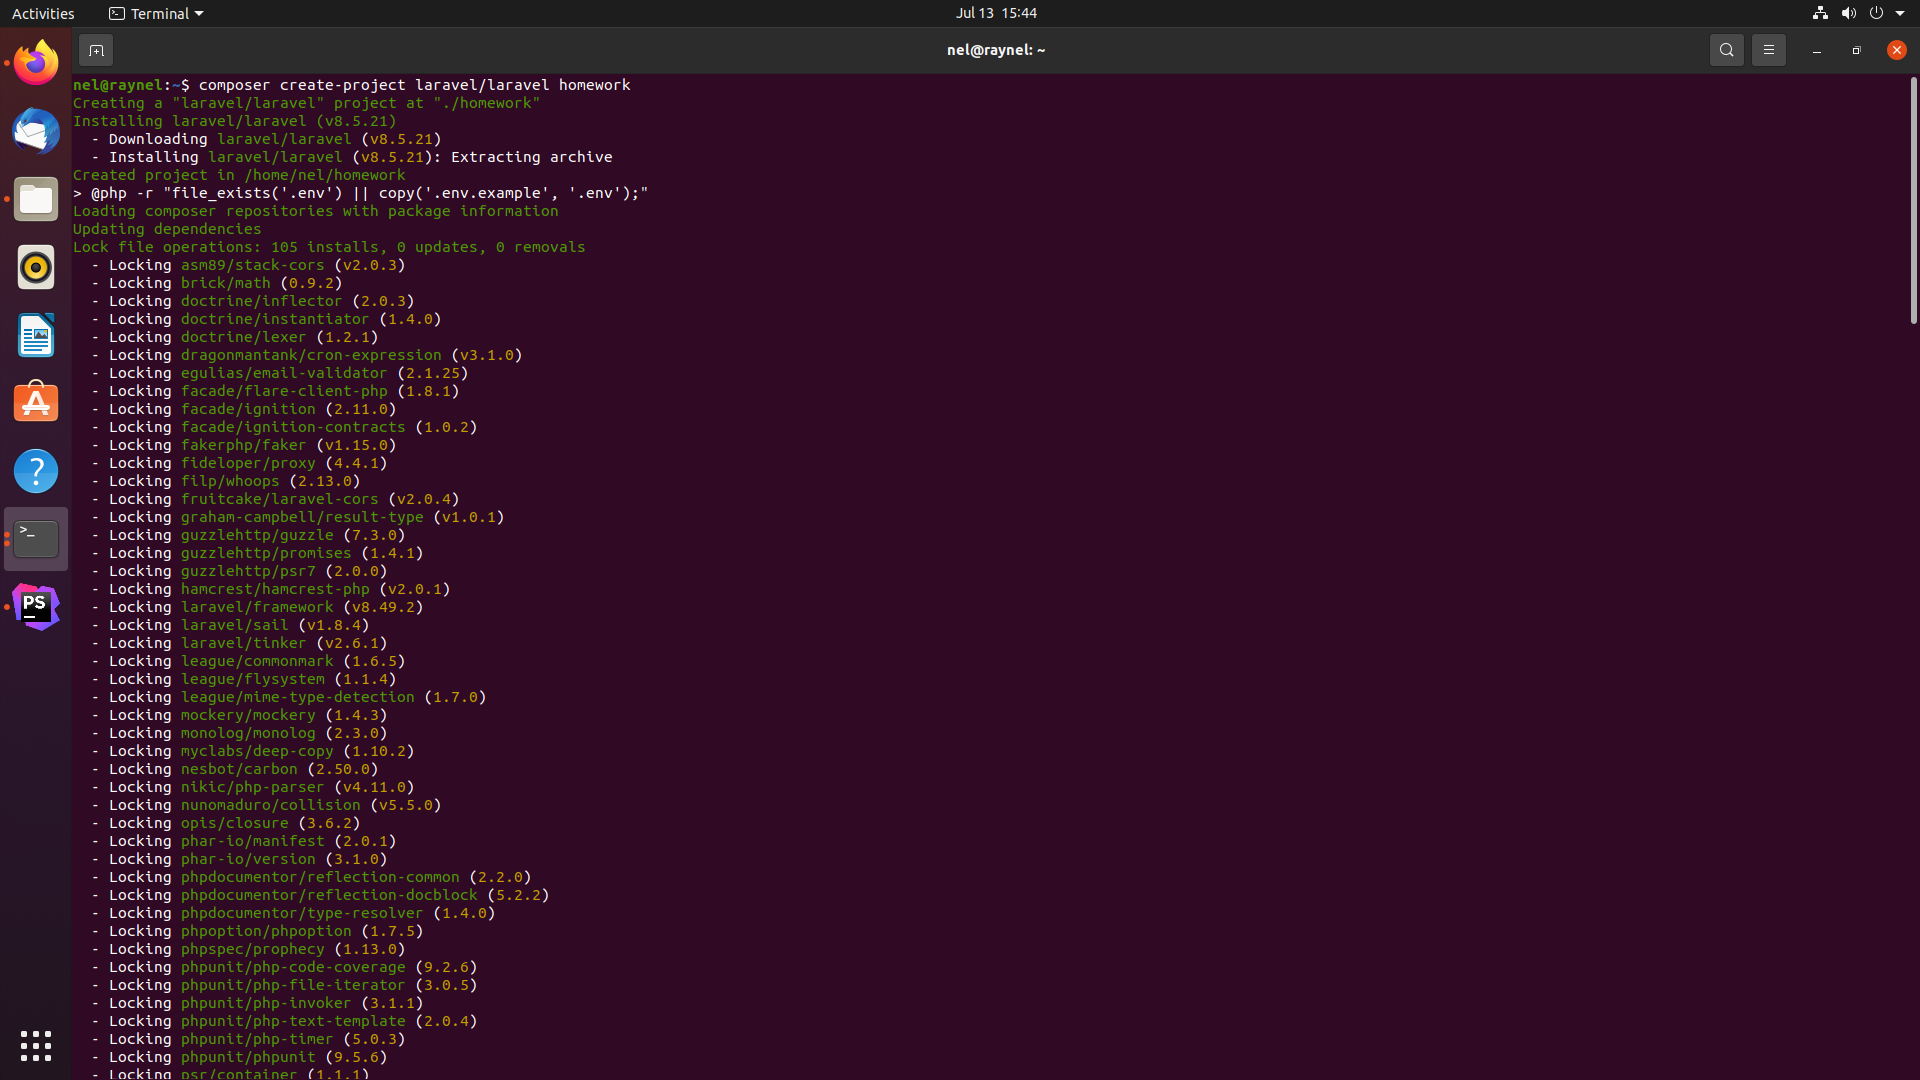 Activities Terminal Jul 13 15:44
nel@raynel: ~
nel@raynel:~$ composer create-project laravel/laravel homework
Creating a "laravel/laravel" project at "./homework"
Installing laravel/laravel (v8.5.21)
  - Downloading laravel/laravel (v8.5.21)
  - Installing laravel/laravel (v8.5.21): Extracting archive
Created project in /home/nel/homework
> @php -r "file_exists('.env') || copy('.env.example', '.env');"
Loading composer repositories with package information
Updating dependencies
Lock file operations: 105 installs, 0 updates, 0 removals
  - Locking asm89/stack-cors (v2.0.3)
  - Locking brick/math (0.9.2)
  - Locking doctrine/inflector (2.0.3)
  - Locking doctrine/instantiator (1.4.0)
  - Locking doctrine/lexer (1.2.1)
  - Locking dragonmantank/cron-expression (v3.1.0)
  - Locking egulias/email-validator (2.1.25)
  - Locking facade/flare-client-php (1.8.1)
  - Locking facade/ignition (2.11.0)
  - Locking facade/ignition-contracts (1.0.2)
  - Locking fakerphp/faker (v1.15.0)
  - Locking fideloper/proxy (4.4.1)
  - Locking filp/whoops (2.13.0)
  - Locking fruitcake/laravel-cors (v2.0.4)
  - Locking graham-campbell/result-type (v1.0.1)
  - Locking guzzlehttp/guzzle (7.3.0)
  - Locking guzzlehttp/promises (1.4.1)
  - Locking guzzlehttp/psr7 (2.0.0)
  - Locking hamcrest/hamcrest-php (v2.0.1)
  - Locking laravel/framework (v8.49.2)
  - Locking laravel/sail (v1.8.4)
  - Locking laravel/tinker (v2.6.1)
  - Locking league/commonmark (1.6.5)
  - Locking league/flysystem (1.1.4)
  - Locking league/mime-type-detection (1.7.0)
  - Locking mockery/mockery (1.4.3)
  - Locking monolog/monolog (2.3.0)
  - Locking myclabs/deep-copy (1.10.2)
  - Locking nesbot/carbon (2.50.0)
  - Locking nikic/php-parser (v4.11.0)
  - Locking nunomaduro/collision (v5.5.0)
  - Locking opis/closure (3.6.2)
  - Locking phar-io/manifest (2.0.1)
  - Locking phar-io/version (3.1.0)
  - Locking phpdocumentor/reflection-common (2.2.0)
  - Locking phpdocumentor/reflection-docblock (5.2.2)
  - Locking phpdocumentor/type-resolver (1.4.0)
  - Locking phpoption/phpoption (1.7.5)
  - Locking phpspec/prophecy (1.13.0)
  - Locking phpunit/php-code-coverage (9.2.6)
  - Locking phpunit/php-file-iterator (3.0.5)
  - Locking phpunit/php-invoker (3.1.1)
  - Locking phpunit/php-text-template (2.0.4)
  - Locking phpunit/php-timer (5.0.3)
  - Locking phpunit/phpunit (9.5.6)
  - Locking psr/container (1.1.1)
PS